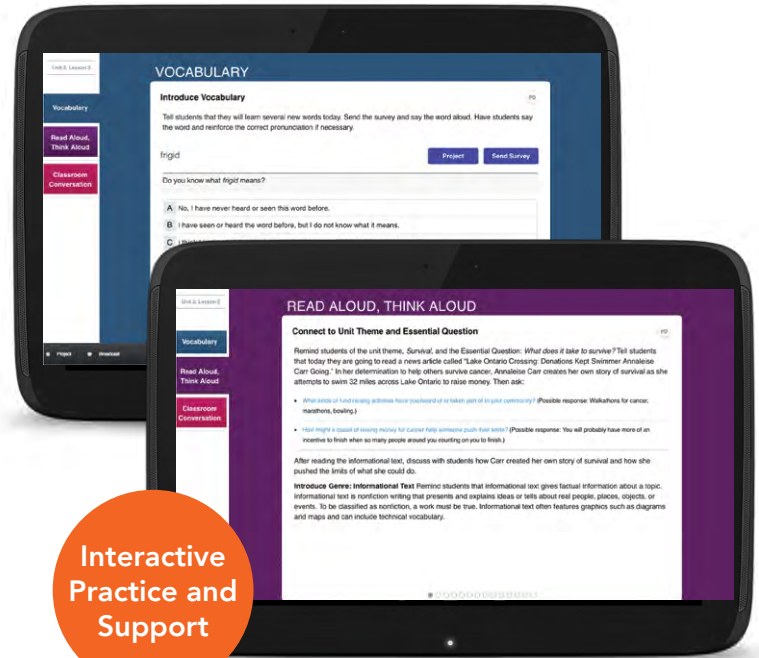 Unit 2, Lesson 2
Vocabulary
Read Aloud,
Think Aloud
Classroom
Conversation
Project
Download
VOCABULARY
Introduce Vocabulary
PD
Tell students that they will learn several new words today. Send the survey and say the word aloud. Have students say
the word and reinforce the correct pronunciation if necessary.
frigid
Project
Send Survey
Do you know what frigid means?
A No, I have never heard or seen this word before.
B I have seen or heard the word before, but I do not know what it means.
C I think
Unit 2, Lesson 2
Vocabulary
Read Aloud,
Think Aloud
Classroom
Conversation
READ ALOUD, THINK ALOUD
Connect to Unit Theme and Essential Question
PD
Remind students of the unit theme, Survival, and the Essential Question: What does it take to survive? Tell students
that today they are going to read a news article called "Lake Ontario Crossing: Donations Kept Swimmer Annaleise
Carr Going." In her determination to help others survive cancer, Annaleise Carr creates her own story of survival as she
attempts to swim 32 miles across Lake Ontario to raise money. Then ask:
• What kinds of fund raising activities have you heard of or taken part of in your community? (Possible response: Walkathons for cancer,
marathons, bowling.)
• How might a cause of raising money for cancer help someone push their limits? (Possible response: You will probably have more of an
incentive to finish when so many people around you counting on you to finish.)
After reading the informational text, discuss with students how Carr created her own story of survival and how she
pushed the limits of what she could do.
Introduce Genre: Informational Text Remind students that informational text gives factual information about a topic.
Informational text is nonfiction writing that presents and explains ideas or tells about real people, places, objects, or
events. To be classified as nonfiction, a work must be true. Informational text often features graphics such as diagrams
and maps and can include technical vocabulary.
Interactive
Practice and
Support